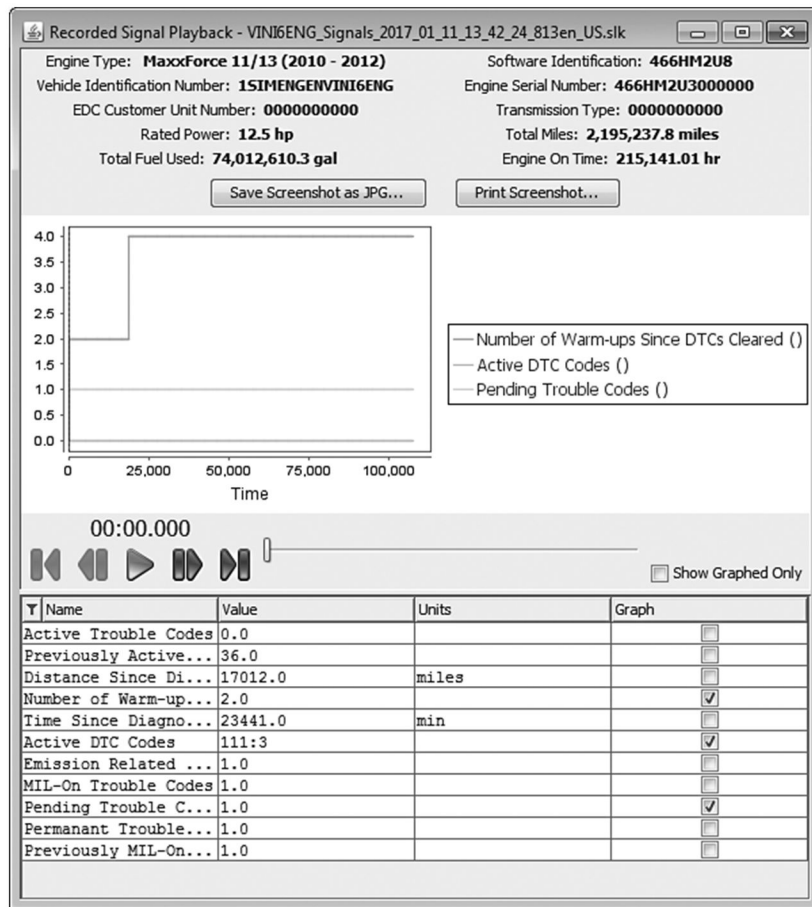 Recorded Signal Playback - VINI6ENG_Signals_2017_01_11_13_42_24_813en_US.slk
Engine Type: MaxxForce 11/13 (2010 - 2012) Software Identification: 466HM2U8
Vehicle Identification Number: 1SIMENGENVINI6ENG Engine Serial Number: 466HM2U3000000
EDC Customer Unit Number: 0000000000 Transmission Type: 0000000000
Rated Power: 12.5 hp Total Miles: 2,195,237.8 miles
Total Fuel Used: 74,012,610.3 gal Engine On Time: 215,141.01 hr
Save Screenshot as JPG... Print Screenshot...
4.0
3.5
3.0
2.5
2.0
1.5
1.0
0.5
0.0
0 25,000 50,000 75,000 100,000
Time
Number of Warm-ups Since DTCs Cleared ()
Active DTC Codes ()
Pending Trouble Codes ()
00:00.000
Show Graphed Only
Name Value Units Graph
Active Trouble Codes 0.0
Previously Active... 36.0
Distance Since Di... 17012.0 miles
Number of Warm-up... 2.0
Time Since Diagno... 23441.0 min
Active DTC Codes 111:3
Emission Related ... 1.0
MIL-On Trouble Codes 1.0
Pending Trouble C... 1.0
Permanant Trouble... 1.0
Previously MIL-On... 1.0